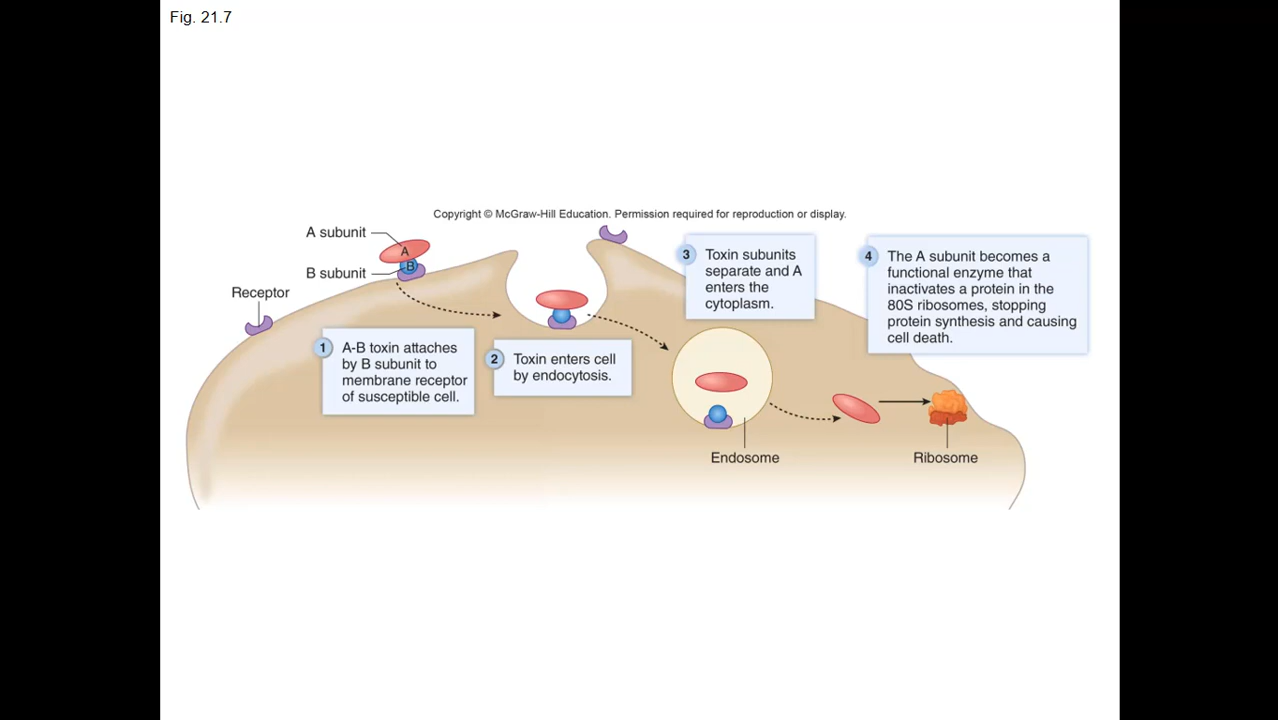 Fig. 21.7
Copyright © McGraw-Hill Education. Permission required for reproduction or display.
A subunit
A
B subunit
B
Receptor
1 A-B toxin attaches
by B subunit to
membrane receptor
of susceptible cell.
2 Toxin enters cell
by endocytosis.
3 Toxin subunits
separate and A
enters the
cytoplasm.
4 The A subunit becomes a
functional enzyme that
inactivates a protein in the
80S ribosomes, stopping
protein synthesis and causing
cell death.
Endosome
Ribosome